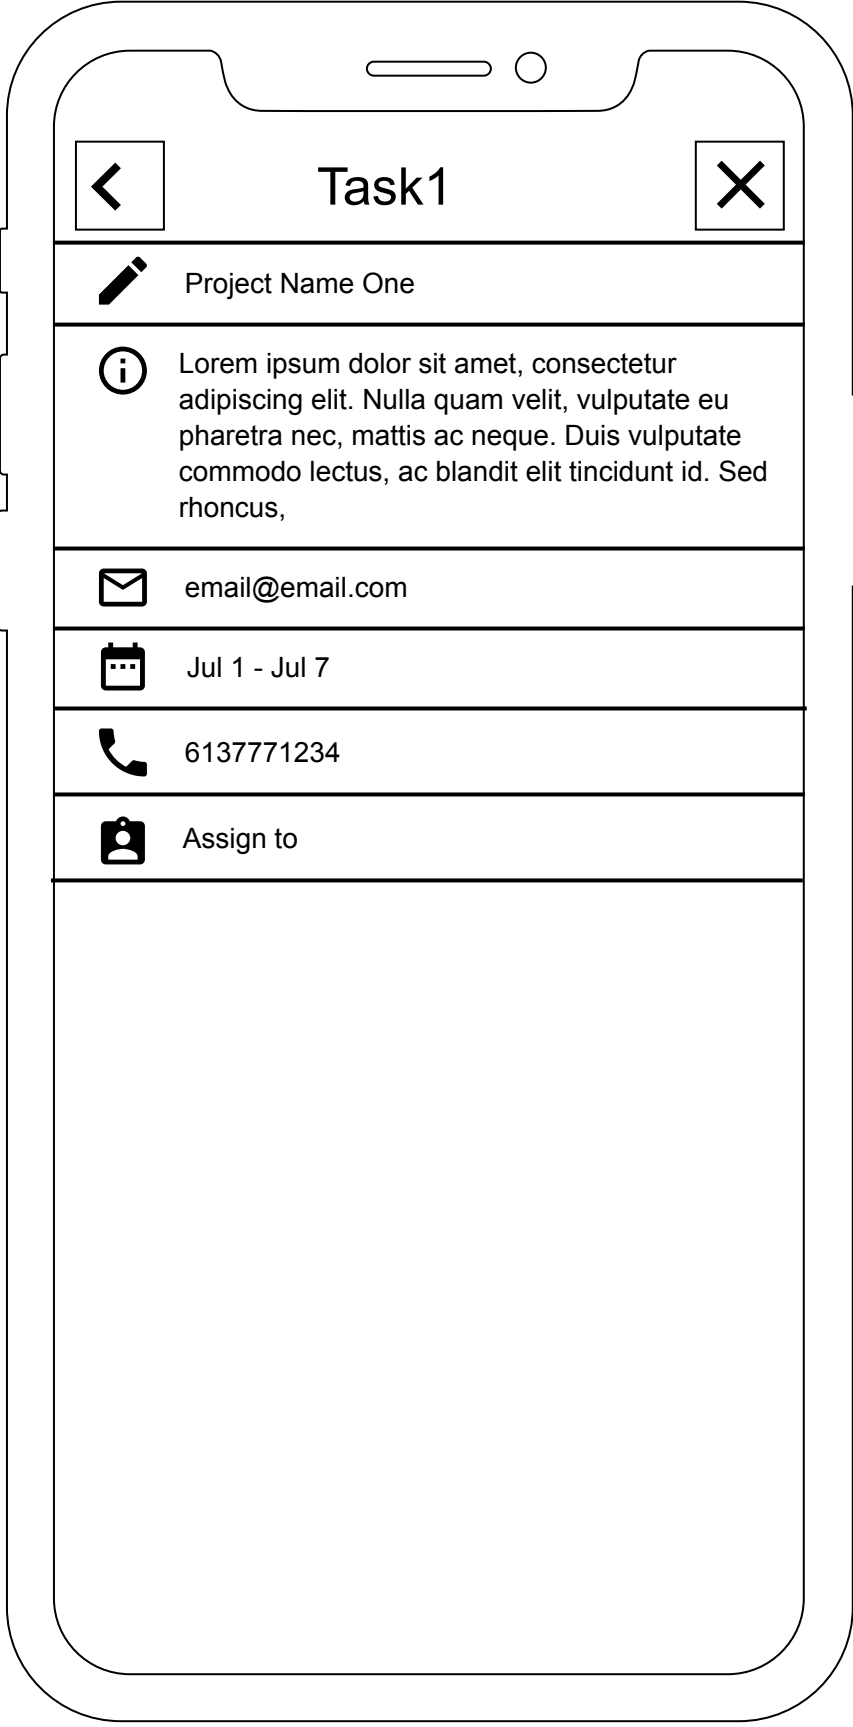 Task1
Project Name One
Lorem ipsum dolor sit amet, consectetur
adipiscing elit. Nulla quam velit, vulputate eu
pharetra nec, mattis ac neque. Duis vulputate
commodo lectus, ac blandit elit tincidunt id. Sed
rhoncus,
email@email.com
Jul 1 - Jul 7
6137771234
Assign to